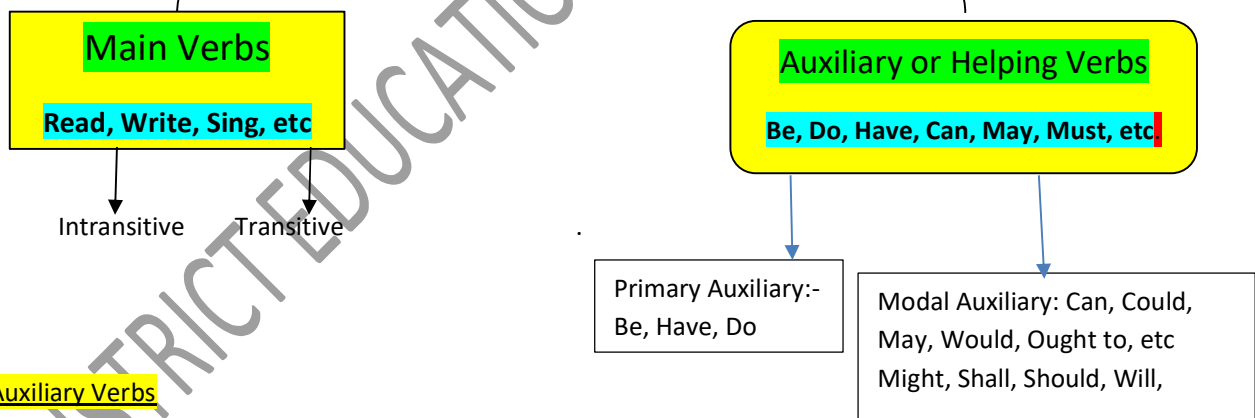 Main Verbs
Read, Write, Sing, etc
Intransitive
Transitive
Auxiliary or Helping Verbs
Be, Do, Have, Can, May, Must, etc.
.
Primary Auxiliary:-
Be, Have, Do
Modal Auxiliary: Can, Could,
May, Would, Ought to, etc
Might, Shall, Should, Will,
Auxiliary Verbs